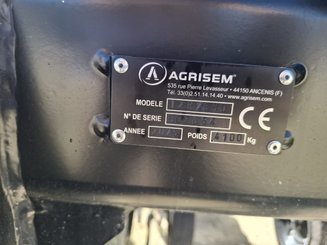 AGRISEM
535 rue Pierre Levasseur - 44150 ANCENIS (F)
Tél. 33(0)2.51.14.14.40 - www.agrisem.com
MODELE
N° DE SERIE
ANNEE POIDS 4100 Kg
CE